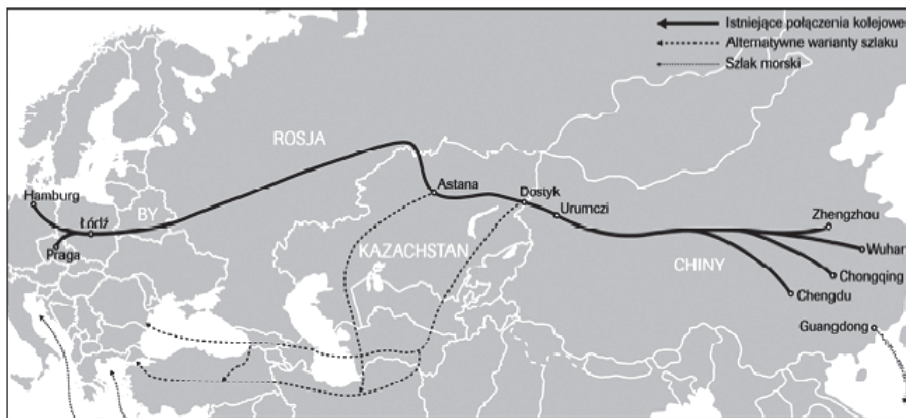 Istniejące połączenia kolejowe
Alternatywne warianty szlaku
Szlak morski
ROSJA
Hamburg
BY
Łódź
Praga
Astana
Dostyk
Urumczi
KAZACHSTAN
CHINY
Zhengzhou
Wuhan
Chongqing
Chengdu
Guangdong